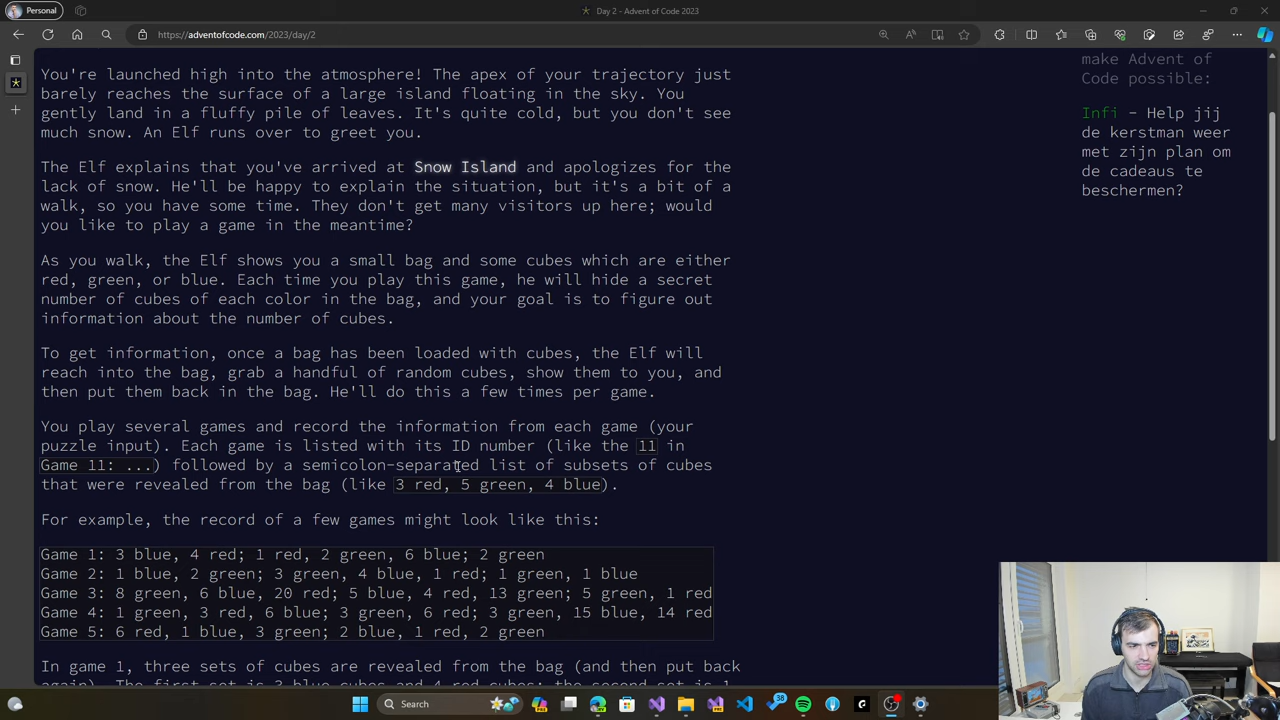 Personal
Day 2 - Advent of Code 2023
https://adventofcode.com/2023/day/2
You're launched high into the atmosphere! The apex of your trajectory just
barely reaches the surface of a large island floating in the sky. You
gently land in a fluffy pile of leaves. It's quite cold, but you don't see
much snow. An Elf runs over to greet you.
The Elf explains that you've arrived at Snow Island and apologizes for the
lack of snow. He'll be happy to explain the situation, but it's a bit of a
walk, so you have some time. They don't get many visitors up here; would
you like to play a game in the meantime?
As you walk, the Elf shows you a small bag and some cubes which are either
red, green, or blue. Each time you play this game, he will hide a secret
number of cubes of each color in the bag, and your goal is to figure out
information about the number of cubes.
To get information, once a bag has been loaded with cubes, the Elf will
reach into the bag, grab a handful of random cubes, show them to you, and
then put them back in the bag. He'll do this a few times per game.
You play several games and record the information from each game (your
puzzle input). Each game is listed with its ID number (like the 11 in
Game 11: ...) followed by a semicolon-separated list of subsets of cubes
that were revealed from the bag (like 3 red, 5 green, 4 blue).
For example, the record of a few games might look like this:
Game 1: 3 blue, 4 red; 1 red, 2 green, 6 blue; 2 green
Game 2: 1 blue, 2 green; 3 green, 4 blue, 1 red; 1 green, 1 blue
Game 3: 8 green, 6 blue, 20 red; 5 blue, 4 red, 13 green; 5 green, 1 red
Game 4: 1 green, 3 red, 6 blue; 3 green, 6 red; 3 green, 15 blue, 14 red
Game 5: 6 red, 1 blue, 3 green; 2 blue, 1 red, 2 green
In game 1, three sets of cubes are revealed from the bag (and then put back
again). The first set is 3 blue cubes and 4 red cubes; the second set is 1
make Advent of
Code possible:
Infi - Help jij
de kerstman weer
met zijn plan om
de cadeaus te
beschermen?
Search
38